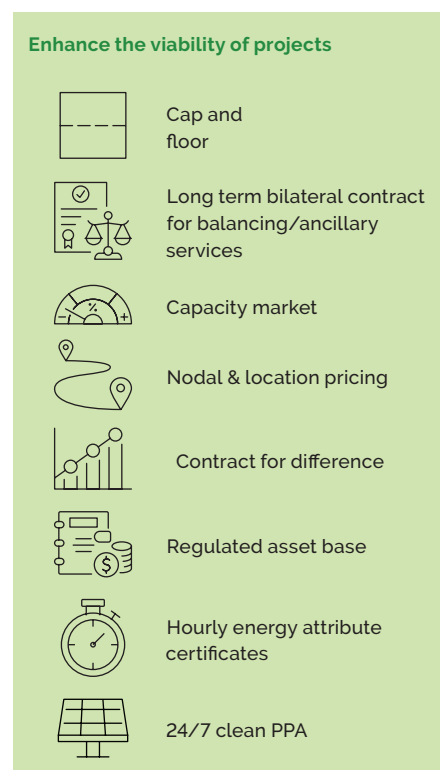 Enhance the viability of projects
Cap and
floor
Long term bilateral contract
for balancing/ancillary
services
- % +
Capacity market
Nodal & location pricing
Contract for difference
$
Regulated asset base
Hourly energy attribute
certificates
24/7 clean PPA